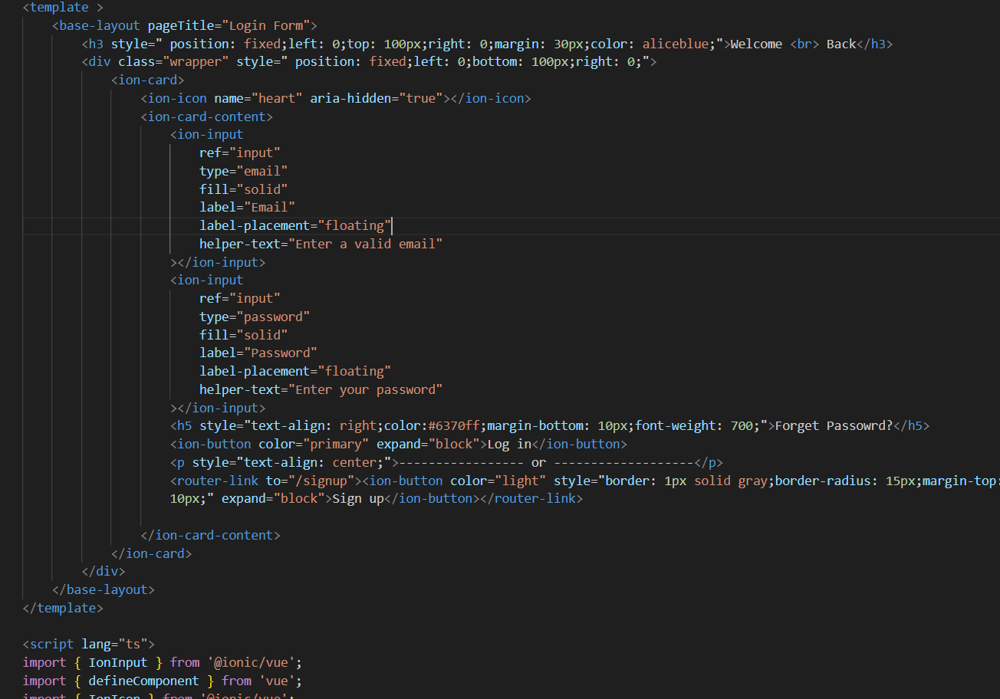 <template >
<base-layout pageTitle="Login Form">
<h3 style=" position: fixed;left: 0;top: 100px;right: 0;margin: 30px;color: aliceblue;">Welcome <br> Back</h3>
<div class="wrapper" style=" position: fixed;left: 0;bottom: 100px;right: 0;">
<ion-card>
<ion-icon name="heart" aria-hidden="true"></ion-icon>
<ion-card-content>
<ion-input
ref="input"
type="email"
fill="solid"
label="Email"
label-placement="floating"
helper-text="Enter a valid email"
></ion-input>
<ion-input
ref="input"
type="password"
fill="solid"
label="Password"
label-placement="floating"
helper-text="Enter your password"
></ion-input>
<h5 style="text-align: right;color:#6370ff;margin-bottom: 10px;font-weight: 700;">Forget Passowrd?</h5>
<ion-button color="primary" expand="block">Log in</ion-button>
<p style="text-align: center;">----------------- or -------------------</p>
<router-link to="/signup"><ion-button color="light" style="border: 1px solid gray;border-radius: 15px;margin-top:
10px;" expand="block">Sign up</ion-button></router-link>
</ion-card-content>
</ion-card>
</div>
</base-layout>
</template>
<script lang="ts">
import { IonInput } from '@ionic/vue';
import { defineComponent } from 'vue';
import { IonIcon } from '@ionic/vue';